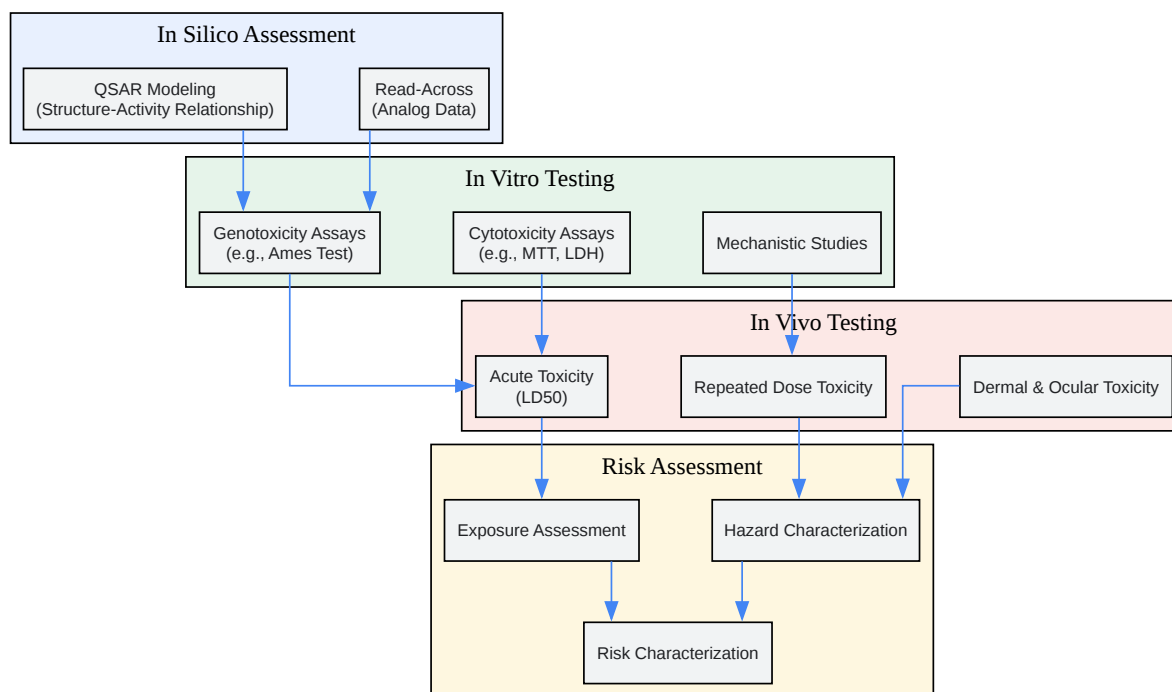 In Silico Assessment
QSAR Modeling
(Structure-Activity Relationship)
Read-Across
(Analog Data)
In Vitro Testing
Genotoxicity Assays
(e.g., Ames Test)
Cytotoxicity Assays
(e.g., MTT, LDH)
Mechanistic Studies
In Vivo Testing
Acute Toxicity
(LD50)
Repeated Dose Toxicity
Dermal & Ocular Toxicity
Risk Assessment
Exposure Assessment
Hazard Characterization
Risk Characterization